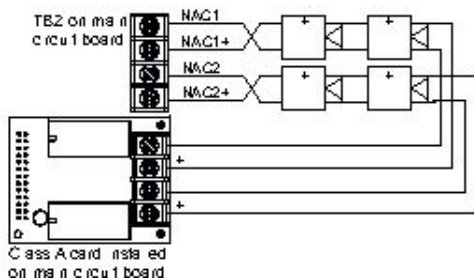 TB2 on main
circuit board
NAC1
NAC1+
NAC2
NAC2+
+ +
+ +
+
+
Class A card installed
on main circuit board